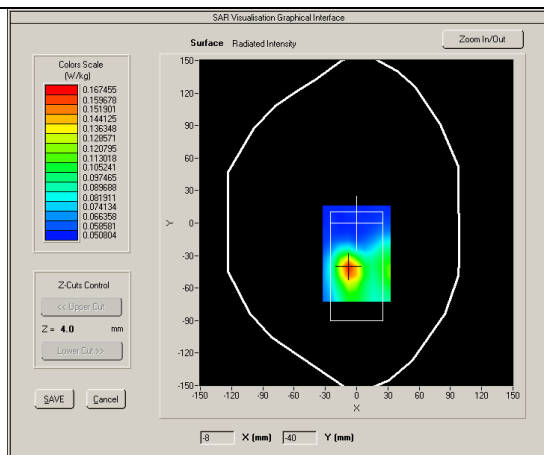 SAR Visualisation Graphical Interface
Surface Radiated Intensity
Zoom In/Out
Colors Scale
(W/kg)
0.167455
0.159678
0.151901
0.144125
0.136348
0.128571
0.120795
0.113018
0.105241
0.097465
0.089688
0.081911
0.074134
0.066358
0.058581
0.050804
Z-Cuts Control
<< Upper Cut
Z = 4.0 mm
Lower Cut >>
SAVE
Cancel
150
120
90
60
30
0
-30
-60
-90
-120
-150
Y
-150 -120 -90 -60 -30 0 30 60 90 120 150
X
-8 X (mm) -40 Y (mm)